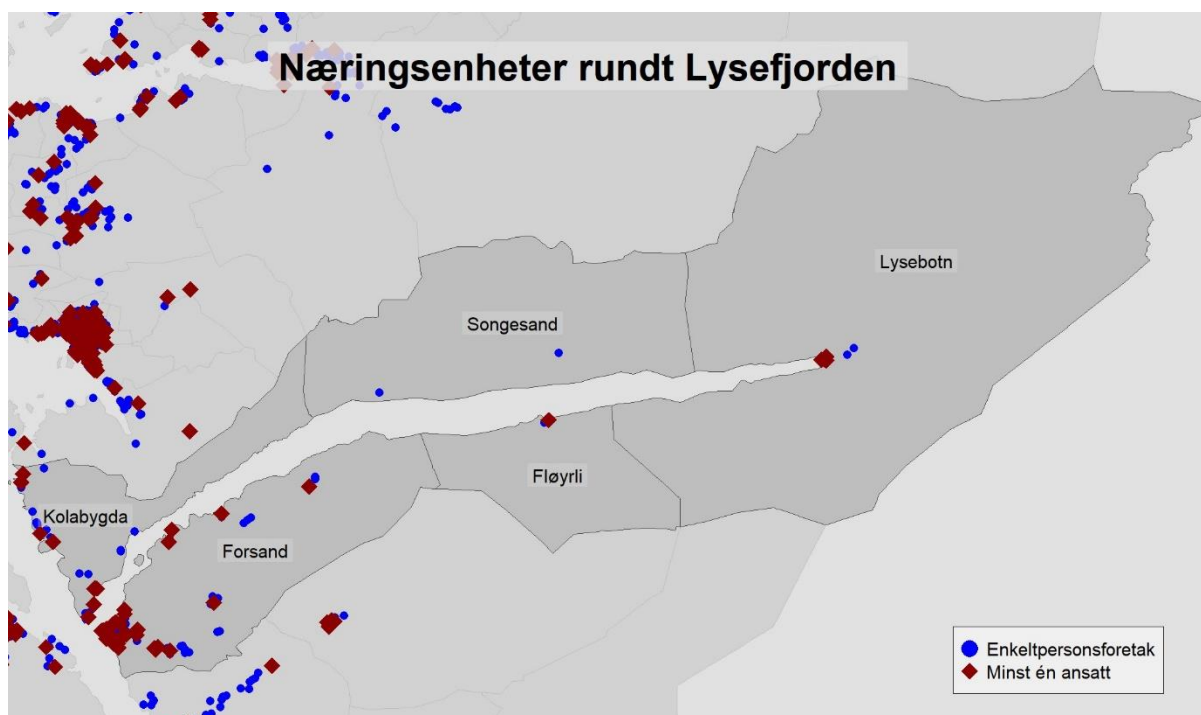 Næringsenheter rundt Lysefjorden
Lysebotn
Songesand
Fløyrli
Kolabygda
Forsand
Enkeltpersonsforetak
Minst én ansatt